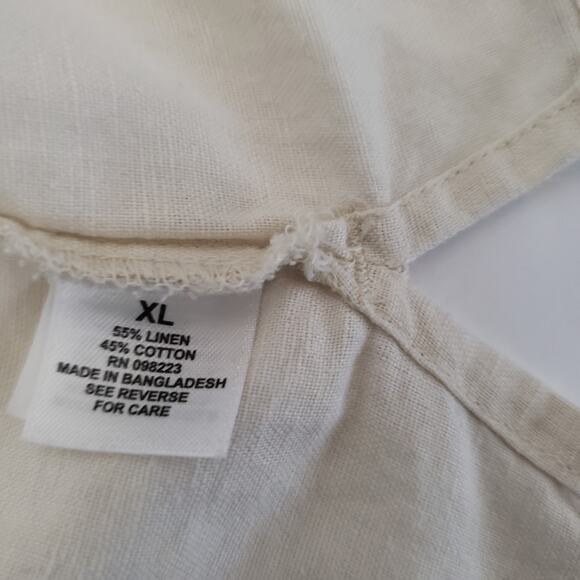 XL
55% LINEN
45% COTTON
RN 098223
MADE IN BANGLADESH
SEE REVERSE
FOR CARE